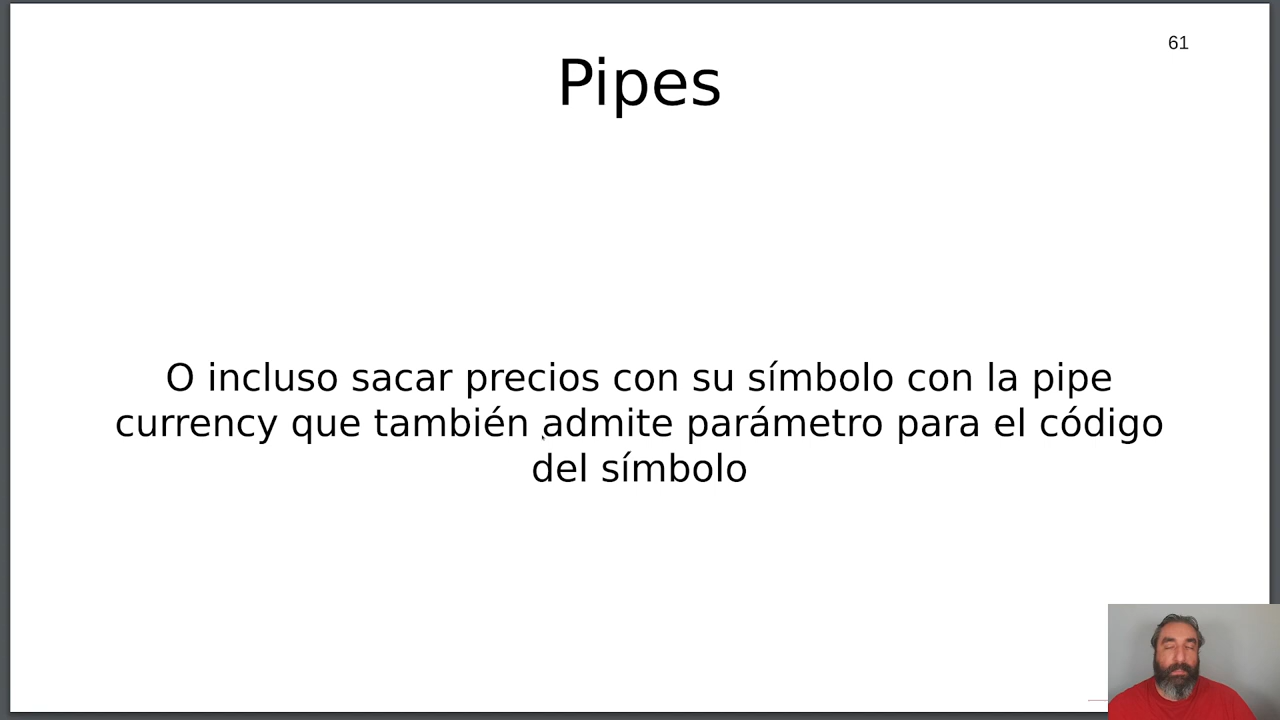 61
Pipes
O incluso sacar precios con su símbolo con la pipe
currency que también admite parámetro para el código
del símbolo